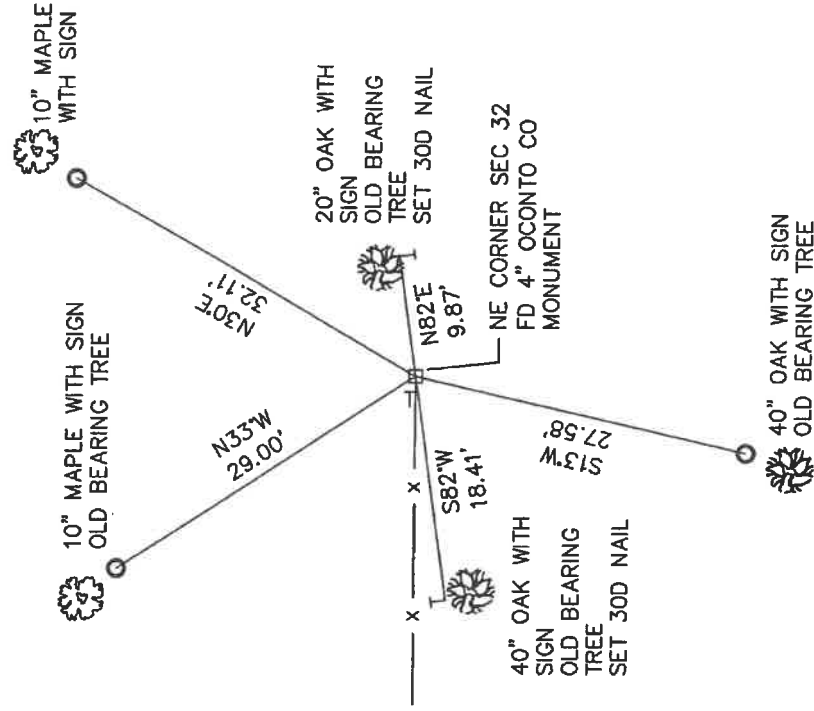 10" MAPLE
WITH SIGN
10" MAPLE WITH SIGN
OLD BEARING TREE
N30°E
32.11'
N33°W
29.00'
20" OAK WITH
SIGN
OLD BEARING
TREE
SET 30D NAIL
N82°E
9.87'
NE CORNER SEC 32
FD 4" OCONTO CO
MONUMENT
T
X
X
S82°W
18.41'
S13°W
27.58'
40" OAK WITH
SIGN
OLD BEARING
TREE
SET 30D NAIL
40" OAK WITH SIGN
OLD BEARING TREE